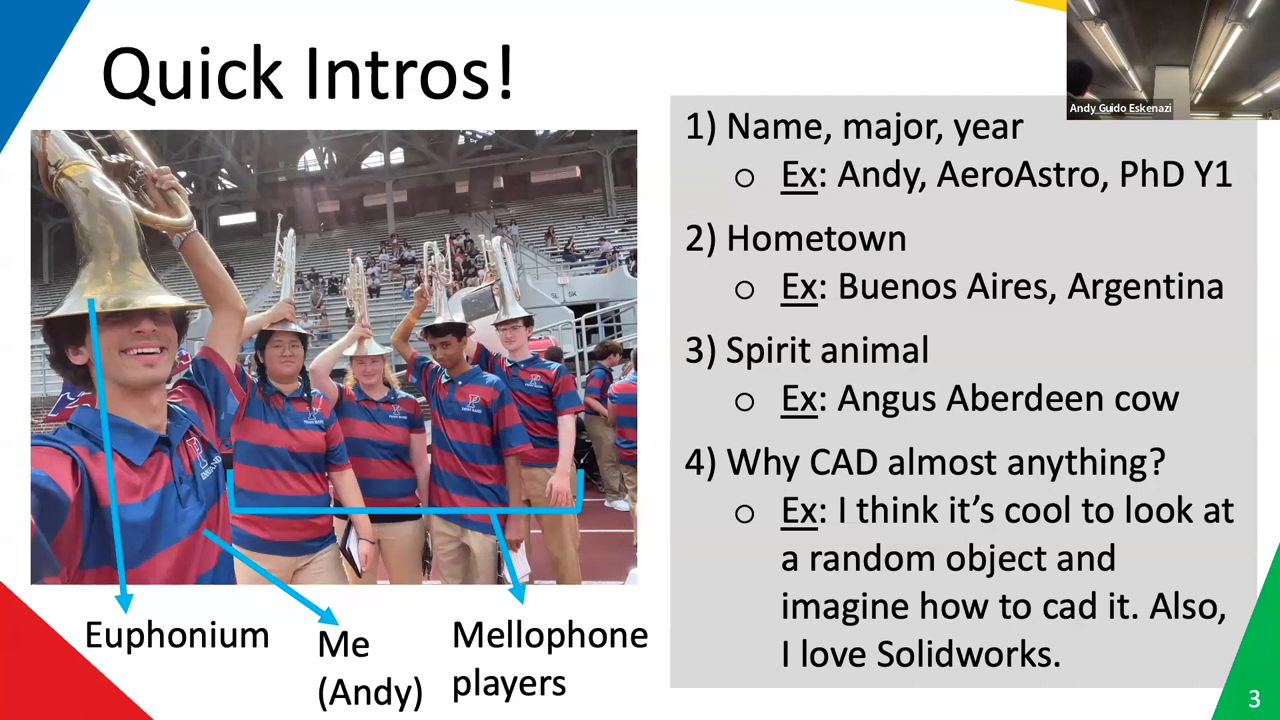 Quick Intros!
Andy Guido Eskenazi
1) Name, major, year
o Ex: Andy, AeroAstro, PhD Y1
2) Hometown
o Ex: Buenos Aires, Argentina
3) Spirit animal
o Ex: Angus Aberdeen cow
4) Why CAD almost anything?
o Ex: I think it's cool to look at
a random object and
imagine how to cad it. Also,
I love Solidworks.
Euphonium
Me
(Andy)
Mellophone
players
3